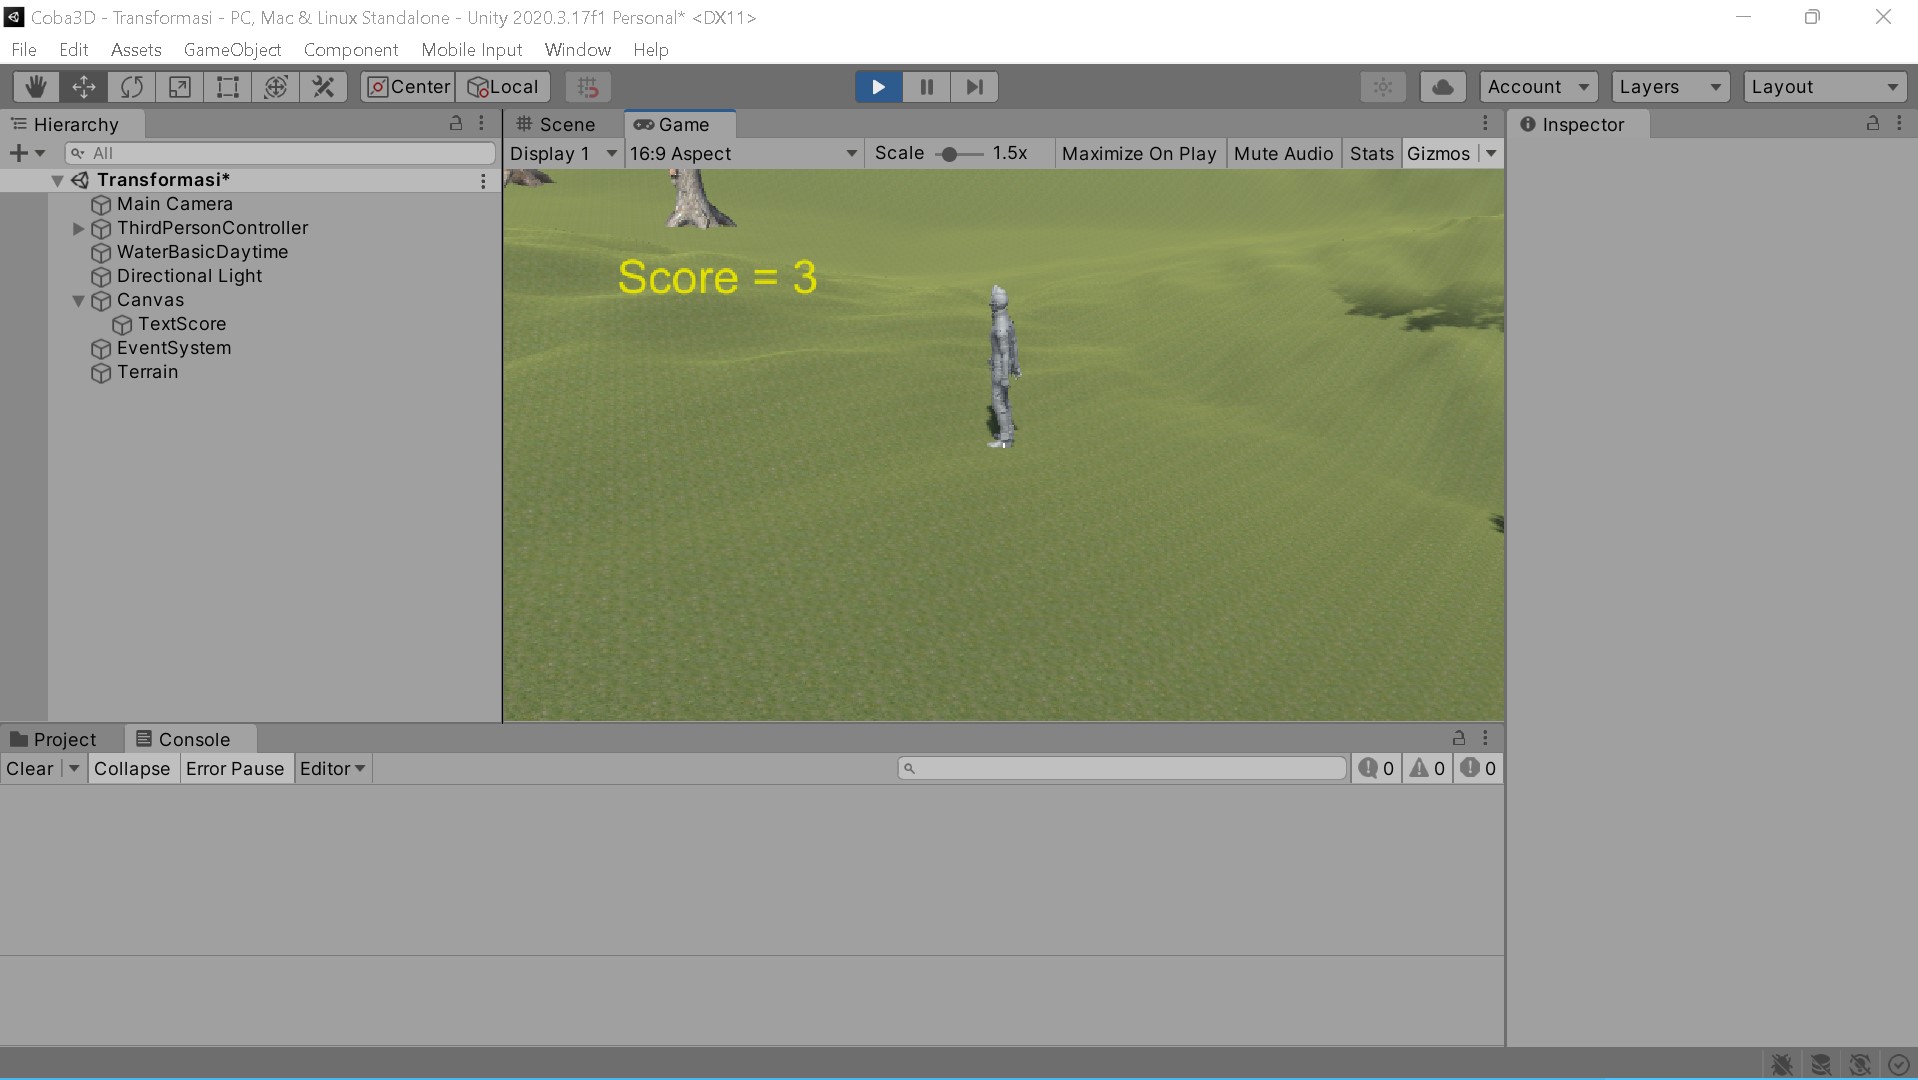 Coba3D - Transformasi - PC, Mac & Linux Standalone - Unity 2020.3.17f1 Personal* <DX11>
File Edit Assets GameObject Component Mobile Input Window Help
Center Local Account Layers Layout
Hierarchy Scene Game Inspector
All Display 1 16:9 Aspect Scale 1.5x Maximize On Play Mute Audio Stats Gizmos
Transformasi*
Main Camera
ThirdPersonController
WaterBasicDaytime
Directional Light
Canvas
TextScore
EventSystem
Terrain
Score = 3
Project Console
Clear Collapse Error Pause Editor 0 0 0